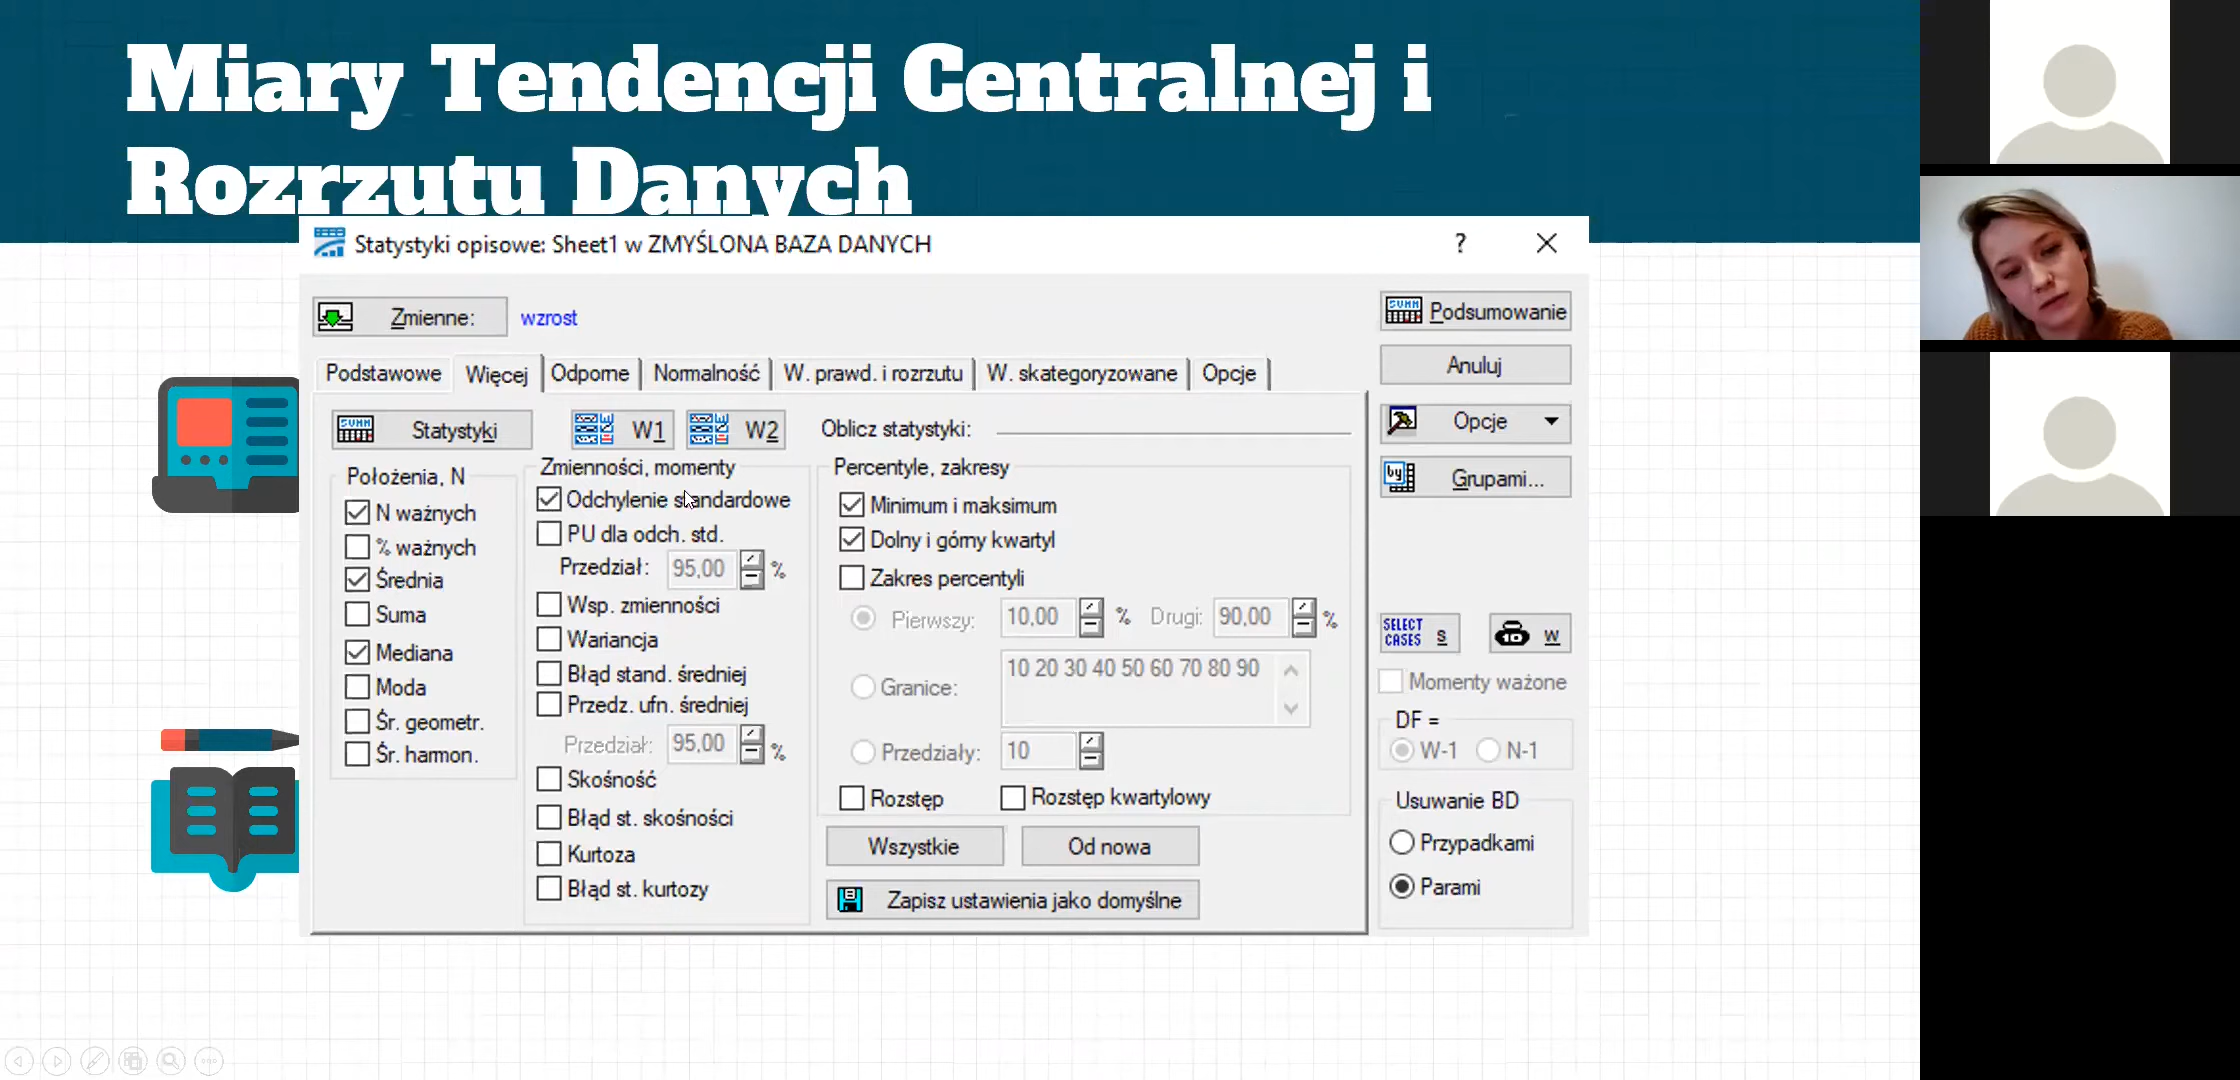 Miary Tendencji Centralnej i
Rozrzutu Danych
Statystyki opisowe: Sheet1 w ZMYŚLONA BAZA DANYCH
?
Zmienne:
wzrost
Podstawowe
Więcej
Odporne
Normalność
W. prawd. i rozrzutu
W. skategoryzowane
Opcje
Statystyki
W1
W2
Oblicz statystyki:
Położenia, N
N ważnych
% ważnych
Średnia
Suma
Mediana
Moda
Śr. geometr.
Śr. harmon.
Zmienności, momenty
Odchylenie standardowe
PU dla odch. std.
Przedział: 95,00 %
Wsp. zmienności
Wariancja
Błąd stand. średniej
Przedz. ufn. średniej
Przedział: 95,00 %
Skośność
Błąd st. skośności
Kurtoza
Błąd st. kurtozy
Percentyle, zakresy
Minimum i maksimum
Dolny i górny kwartyl
Zakres percentyli
Pierwszy: 10,00 % Drugi: 90,00 %
Granice: 10 20 30 40 50 60 70 80 90
Przedziały: 10
Rozstęp
Rozstęp kwartylowy
Wszystkie
Od nowa
Zapisz ustawienia jako domyślne
SUMM Podsumowanie
Anuluj
Opcje
by Grupami...
SELECT CASES S
10 W
Momenty ważone
DF =
W-1 N-1
Usuwanie BD
Przypadkami
Parami